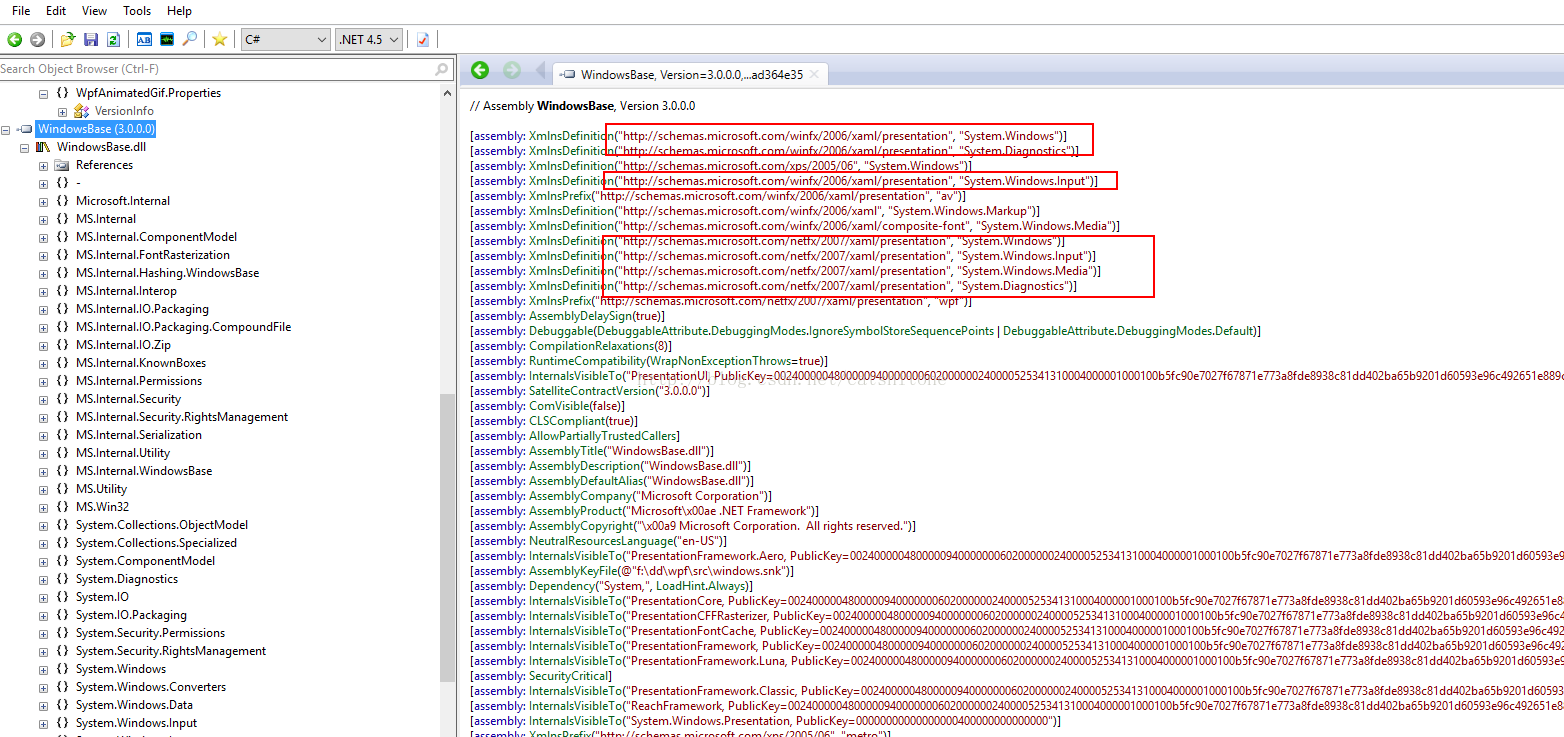 File Edit View Tools Help
C# .NET 4.5
Search Object Browser (Ctrl-F)
{} WpfAnimatedGif.Properties
VersionInfo
WindowsBase (3.0.0.0)
WindowsBase.dll
References
{} -
{} Microsoft.Internal
{} MS.Internal
{} MS.Internal.ComponentModel
{} MS.Internal.FontRasterization
{} MS.Internal.Hashing.WindowsBase
{} MS.Internal.Interop
{} MS.Internal.IO.Packaging
{} MS.Internal.IO.Packaging.CompoundFile
{} MS.Internal.IO.Zip
{} MS.Internal.KnownBoxes
{} MS.Internal.Permissions
{} MS.Internal.Security
{} MS.Internal.Security.RightsManagement
{} MS.Internal.Serialization
{} MS.Internal.Utility
{} MS.Internal.WindowsBase
{} MS.Utility
{} MS.Win32
{} System.Collections.ObjectModel
{} System.Collections.Specialized
{} System.ComponentModel
{} System.Diagnostics
{} System.IO
{} System.IO.Packaging
{} System.Security.Permissions
{} System.Security.RightsManagement
{} System.Windows
{} System.Windows.Converters
{} System.Windows.Data
{} System.Windows.Input
WindowsBase, Version=3.0.0.0,...ad364e35
// Assembly WindowsBase, Version 3.0.0.0
[assembly: XmlnsDefinition("http://schemas.microsoft.com/winfx/2006/xaml/presentation", "System.Windows")]
[assembly: XmlnsDefinition("http://schemas.microsoft.com/winfx/2006/xaml/presentation", "System.Diagnostics")]
[assembly: XmlnsDefinition("http://schemas.microsoft.com/xps/2005/06", "System.Windows")]
[assembly: XmlnsDefinition("http://schemas.microsoft.com/winfx/2006/xaml/presentation", "System.Windows.Input")]
[assembly: XmlnsPrefix("http://schemas.microsoft.com/winfx/2006/xaml/presentation", "av")]
[assembly: XmlnsDefinition("http://schemas.microsoft.com/winfx/2006/xaml", "System.Windows.Markup")]
[assembly: XmlnsDefinition("http://schemas.microsoft.com/winfx/2006/xaml/composite-font", "System.Windows.Media")]
[assembly: XmlnsDefinition("http://schemas.microsoft.com/netfx/2007/xaml/presentation", "System.Windows")]
[assembly: XmlnsDefinition("http://schemas.microsoft.com/netfx/2007/xaml/presentation", "System.Windows.Input")]
[assembly: XmlnsDefinition("http://schemas.microsoft.com/netfx/2007/xaml/presentation", "System.Windows.Media")]
[assembly: XmlnsDefinition("http://schemas.microsoft.com/netfx/2007/xaml/presentation", "System.Diagnostics")]
[assembly: XmlnsPrefix("http://schemas.microsoft.com/netfx/2007/xaml/presentation", "wpf")]
[assembly: AssemblyDelaySign(true)]
[assembly: Debuggable(DebuggableAttribute.DebuggingModes.IgnoreSymbolStoreSequencePoints | DebuggableAttribute.DebuggingModes.Default)]
[assembly: CompilationRelaxations(8)]
[assembly: RuntimeCompatibility(WrapNonExceptionThrows=true)]
[assembly: InternalsVisibleTo("PresentationUI, PublicKey=
[assembly: SatelliteContractVersion("3.0.0.0")]
[assembly: ComVisible(false)]
[assembly: CLSCompliant(true)]
[assembly: AllowPartiallyTrustedCallers]
[assembly: AssemblyTitle("WindowsBase.dll")]
[assembly: AssemblyDescription("WindowsBase.dll")]
[assembly: AssemblyDefaultAlias("WindowsBase.dll")]
[assembly: AssemblyCompany("Microsoft Corporation")]
[assembly: AssemblyProduct("Microsoft\x00ae .NET Framework")]
[assembly: AssemblyCopyright("\x00a9 Microsoft Corporation.  All rights reserved.")]
[assembly: NeutralResourcesLanguage("en-US")]
[assembly: InternalsVisibleTo("PresentationFramework.Aero, PublicKey=
[assembly: AssemblyKeyFile(@"f:\dd\wpf\src\windows.snk")]
[assembly: Dependency("System,", LoadHint.Always)]
[assembly: InternalsVisibleTo("PresentationCore, PublicKey=
[assembly: InternalsVisibleTo("PresentationCFFRasterizer, PublicKey=
[assembly: InternalsVisibleTo("PresentationFontCache, PublicKey=
[assembly: InternalsVisibleTo("PresentationFramework, PublicKey=
[assembly: InternalsVisibleTo("PresentationFramework.Luna, PublicKey=
[assembly: SecurityCritical]
[assembly: InternalsVisibleTo("PresentationFramework.Classic, PublicKey=
[assembly: InternalsVisibleTo("ReachFramework, PublicKey=
[assembly: InternalsVisibleTo("System.Windows.Presentation, PublicKey=
[assembly: XmlnsPrefix("http://schemas.microsoft.com/xps/2005/06", "metro")]